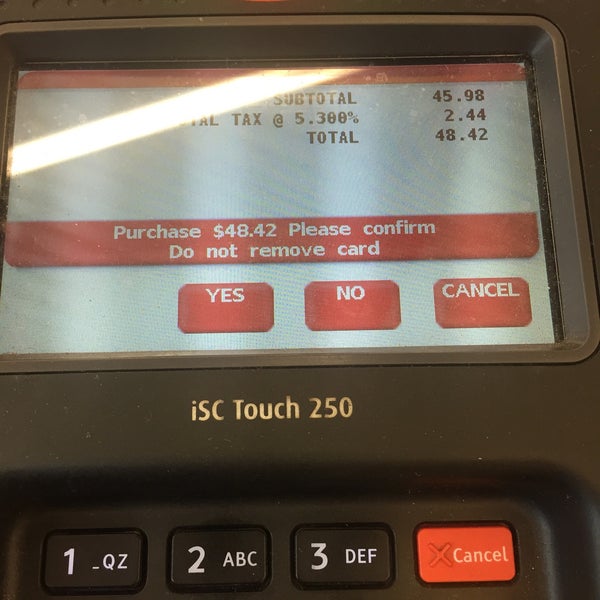 SUBTOTAL 45.98
TAX @ 5.300% 2.44
TOTAL 48.42
Purchase $48.42 Please confirm
Do not remove card
YES NO CANCEL
iSC Touch 250
1 _QZ 2 ABC 3 DEF Cancel